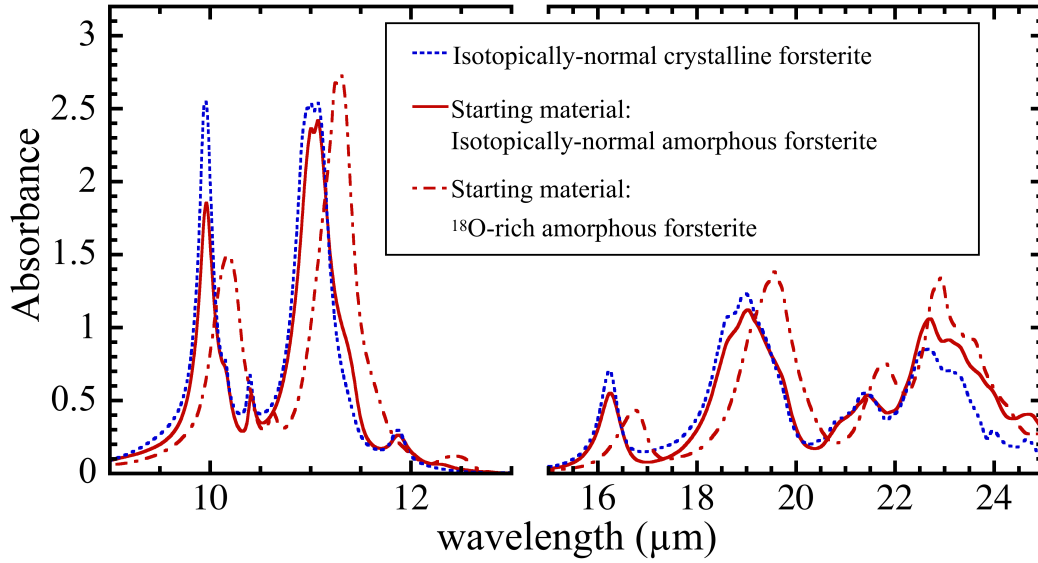 3
2.5
2
1.5
1
0.5
0
Absorbance
Isotopically-normal crystalline forsterite
Starting material:
Isotopically-normal amorphous forsterite
Starting material:
¹⁸O-rich amorphous forsterite
10 12 16 18 20 22 24
wavelength (µm)